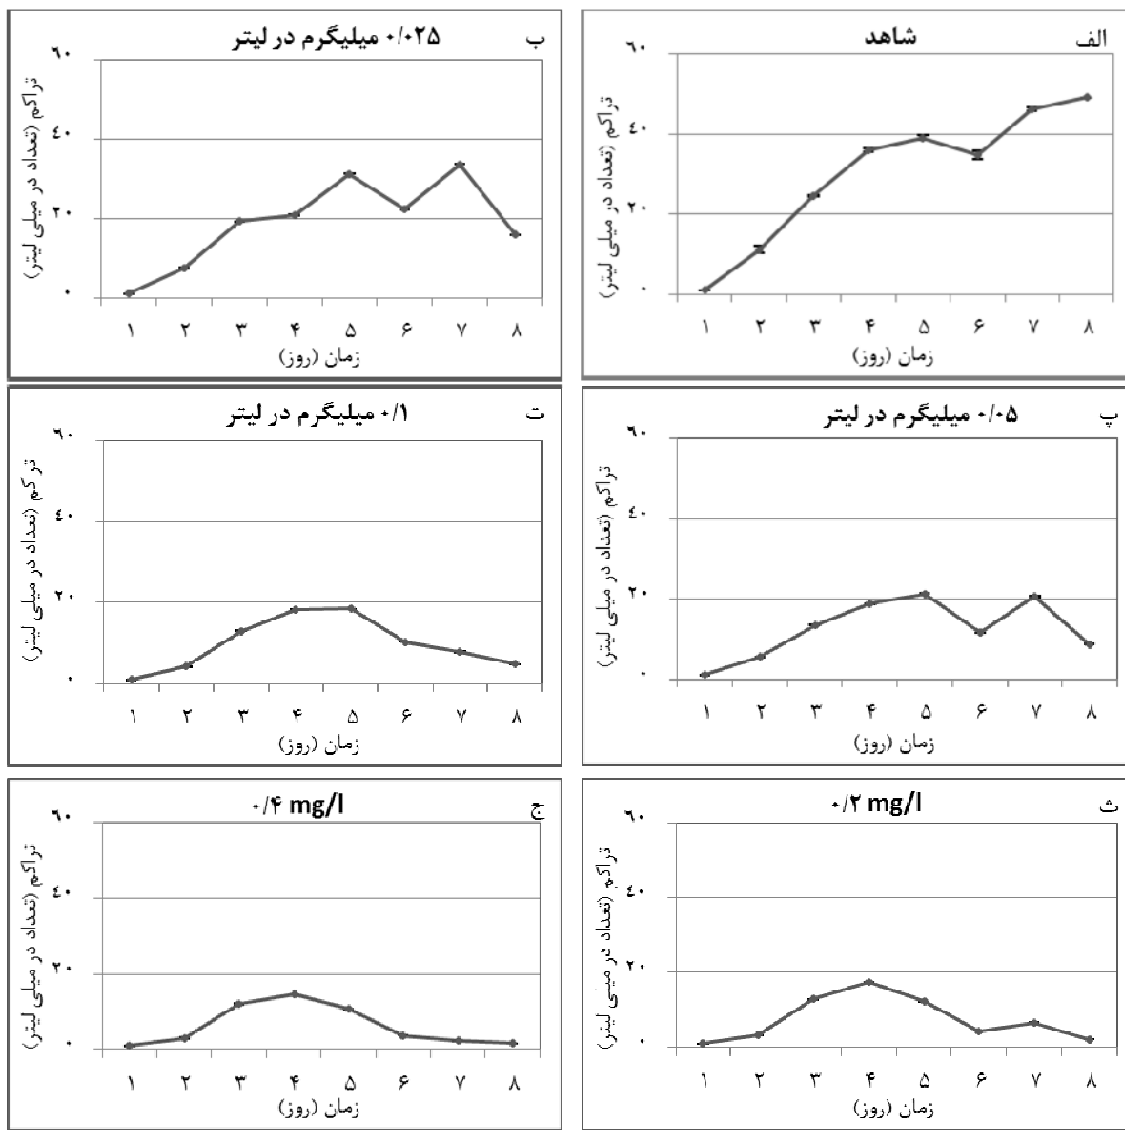 الف
شاهد
تراکم (تعداد در میلی لیتر)
۶۰
۴۰
۲۰
۰
۱ ۲ ۳ ۴ ۵ ۶ ۷ ۸
زمان (روز)
ب
۰/۰۲۵ میلیگرم در لیتر
تراکم (تعداد در میلی لیتر)
۶۰
۴۰
۲۰
۰
۱ ۲ ۳ ۴ ۵ ۶ ۷ ۸
زمان (روز)
پ
۰/۰۵ میلیگرم در لیتر
تراکم (تعداد در میلی لیتر)
۶۰
۴۰
۲۰
۰
۱ ۲ ۳ ۴ ۵ ۶ ۷ ۸
زمان (روز)
ت
۰/۱ میلیگرم در لیتر
تراکم (تعداد در میلی لیتر)
۶۰
۴۰
۲۰
۰
۱ ۲ ۳ ۴ ۵ ۶ ۷ ۸
زمان (روز)
ث
۰/۲ mg/l
تراکم (تعداد در میلی لیتر)
۶۰
۴۰
۲۰
۰
۱ ۲ ۳ ۴ ۵ ۶ ۷ ۸
زمان (روز)
ج
۰/۴ mg/l
تراکم (تعداد در میلی لیتر)
۶۰
۴۰
۲۰
۰
۱ ۲ ۳ ۴ ۵ ۶ ۷ ۸
زمان (روز)